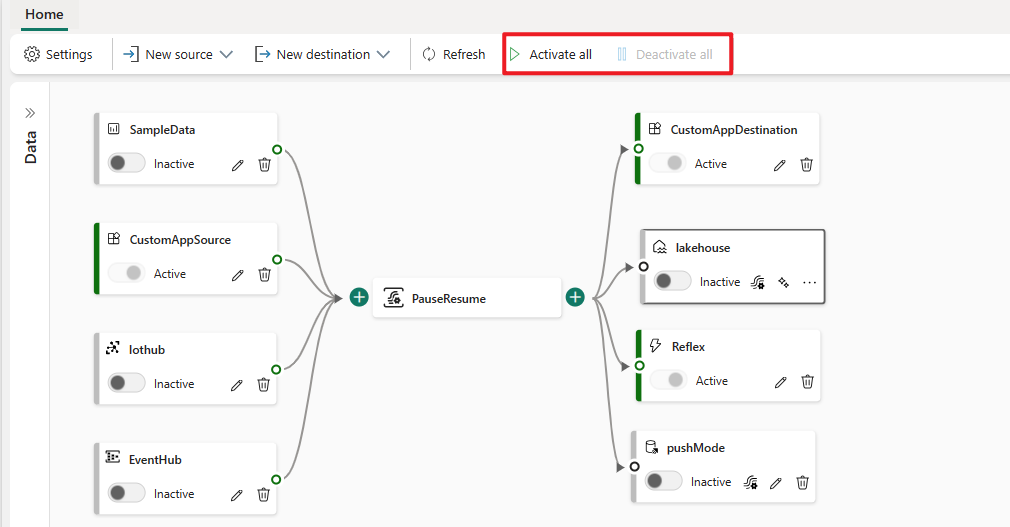 Home
Settings
New source
New destination
Refresh
Activate all
Deactivate all
Data
SampleData
Inactive
CustomAppSource
Active
Iothub
Inactive
EventHub
Inactive
PauseResume
CustomAppDestination
Active
lakehouse
Inactive
Reflex
Active
pushMode
Inactive